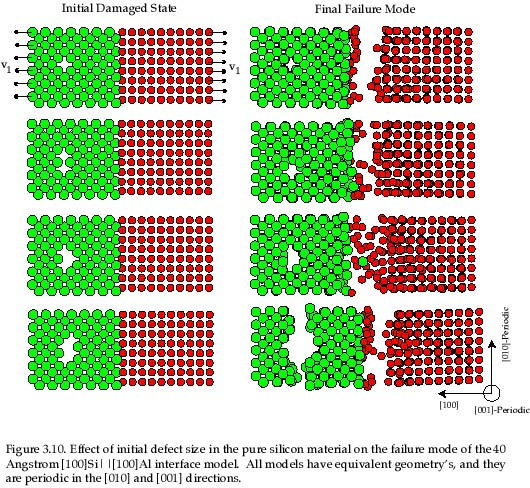 Initial Damaged State
Final Failure Mode
v1
v1
[010]-Periodic
[100]
[001]-Periodic
Figure 3.10. Effect of initial defect size in the pure silicon material on the failure mode of the 40
Angstrom [100]Si||[100]Al interface model. All models have equivalent geometry's, and they
are periodic in the [010] and [001] directions.